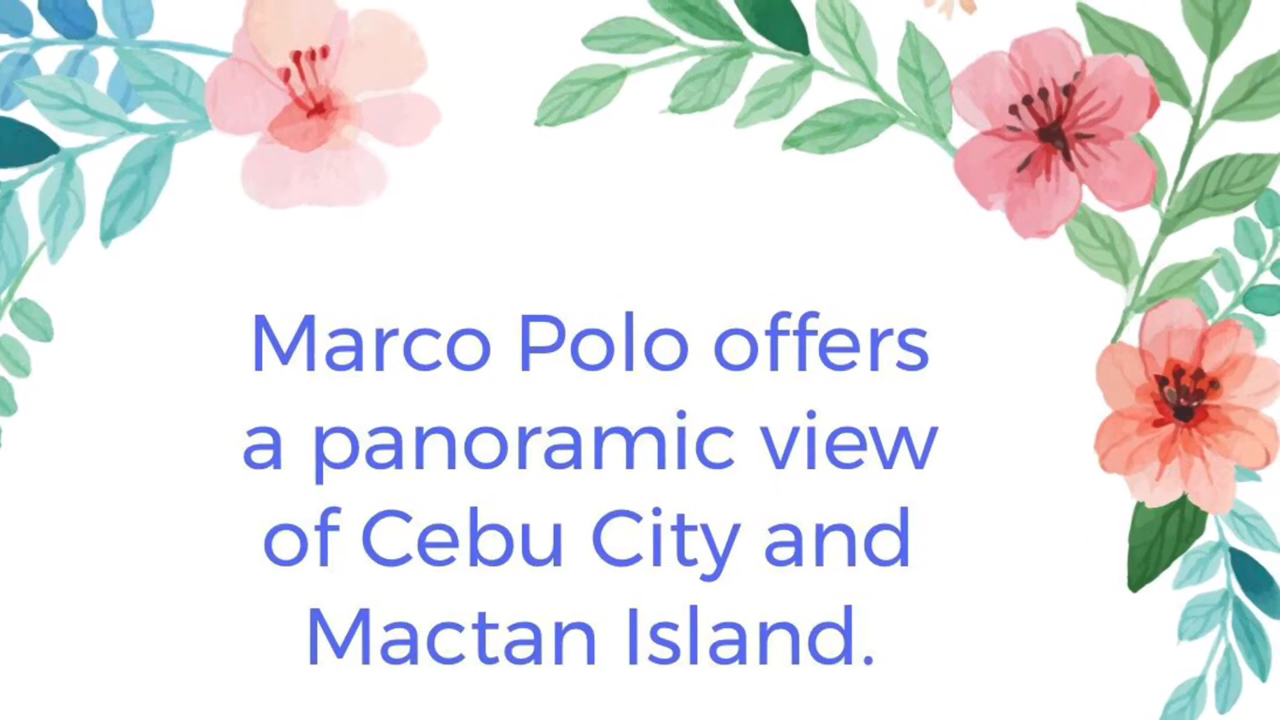 Marco Polo offers
a panoramic view
of Cebu City and
Mactan Island.